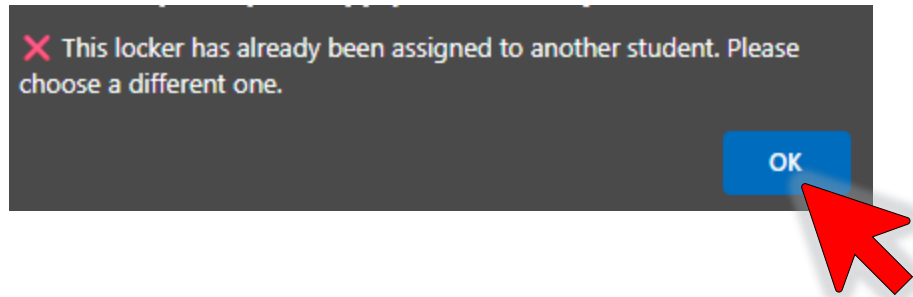 ❌ This locker has already been assigned to another student. Please
choose a different one.
OK